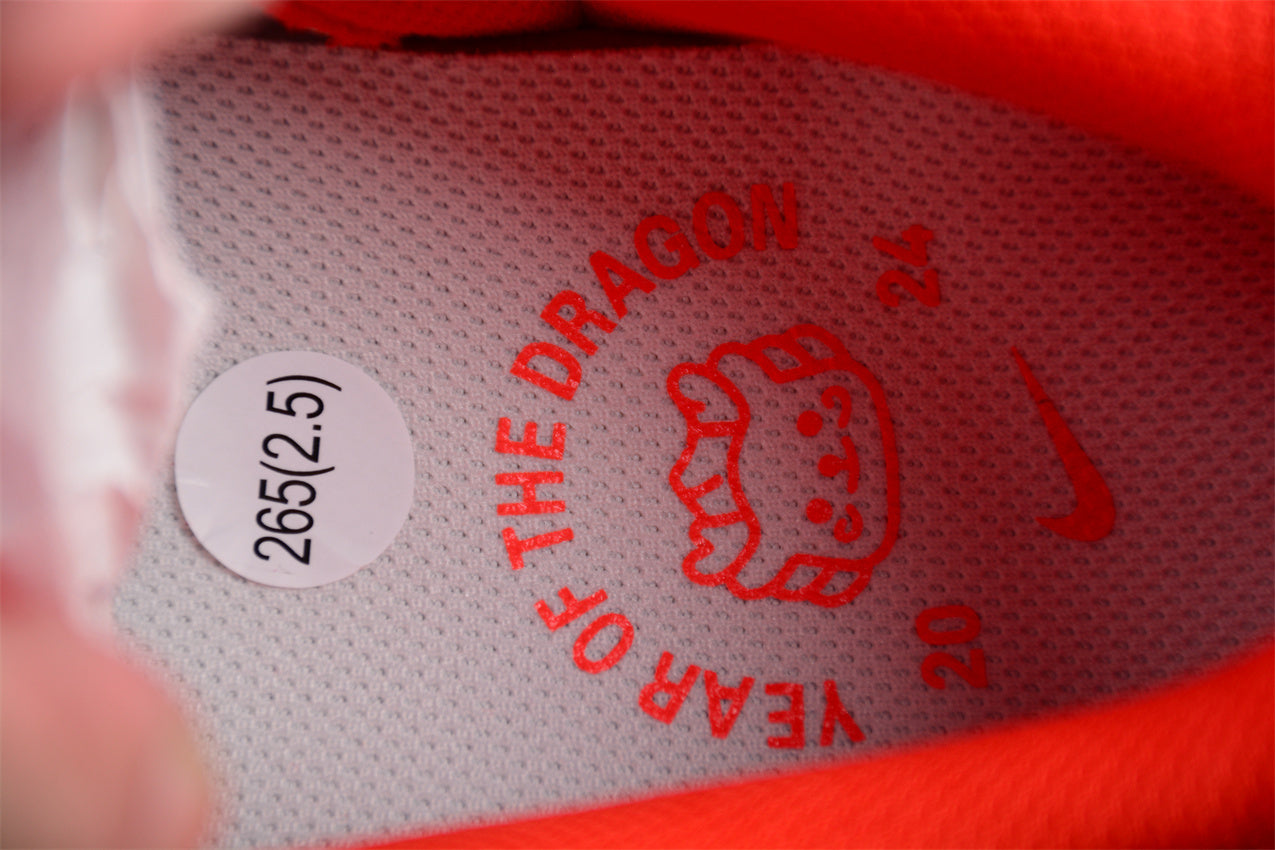 YEAR OF THE DRAGON
20 24
265(2.5)